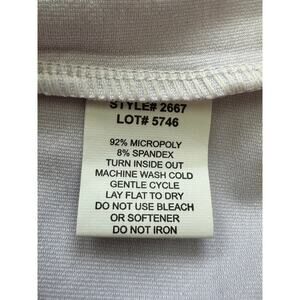 STYLE# 2667
LOT# 5746
92% MICROPOLY
8% SPANDEX
TURN INSIDE OUT
MACHINE WASH COLD
GENTLE CYCLE
LAY FLAT TO DRY
DO NOT USE BLEACH
OR SOFTENER
DO NOT IRON